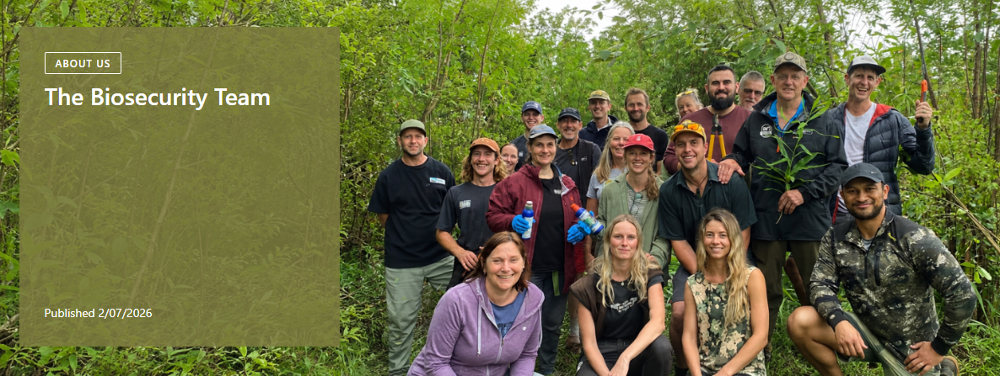 ABOUT US
The Biosecurity Team
Published 2/07/2026